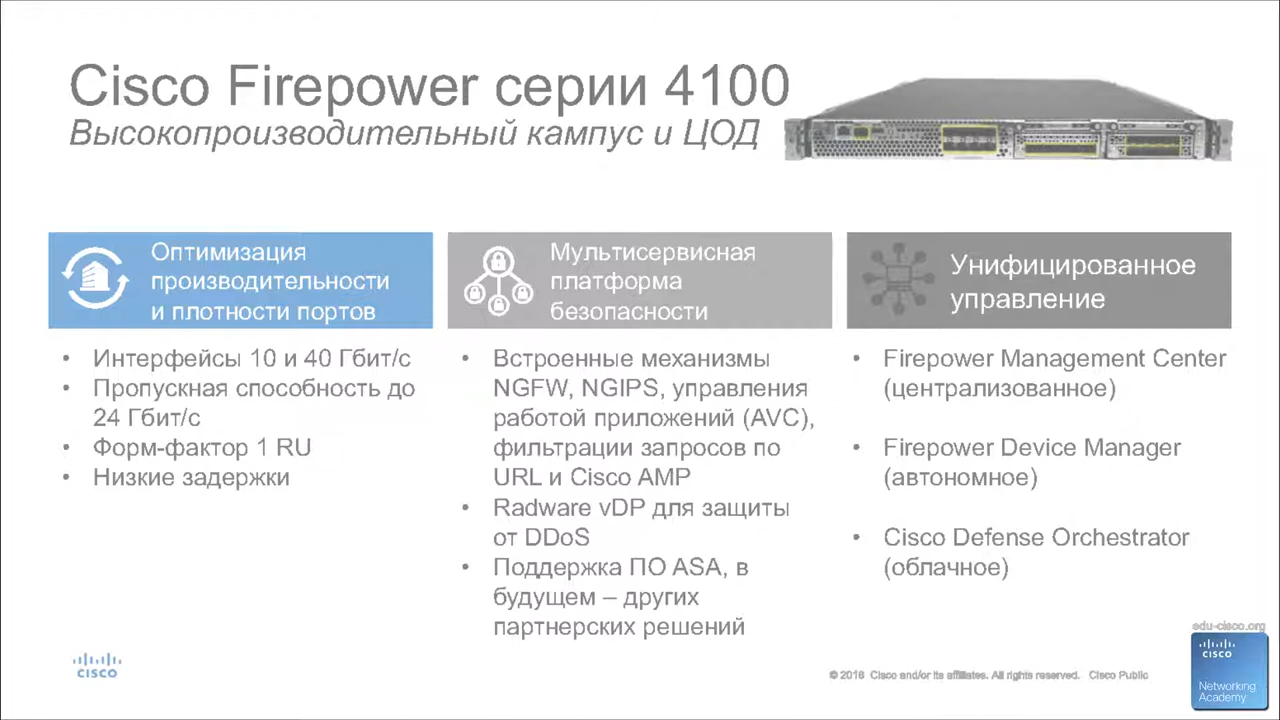 Cisco Firepower серии 4100
Высокопроизводительный кампус и ЦОД
Оптимизация
производительности
и плотности портов
• Интерфейсы 10 и 40 Гбит/с
• Пропускная способность до
24 Гбит/с
• Форм-фактор 1 RU
• Низкие задержки
Мультисервисная
платформа
безопасности
• Встроенные механизмы
NGFW, NGIPS, управления
работой приложений (AVC),
фильтрации запросов по
URL и Cisco AMP
• Radware vDP для защиты
от DDoS
• Поддержка ПО ASA, в
будущем – других
партнерских решений
Унифицированное
управление
• Firepower Management Center
(централизованное)
• Firepower Device Manager
(автономное)
• Cisco Defense Orchestrator
(облачное)
edu-cisco.org
CISCO
© 2016 Cisco and/or its affiliates. All rights reserved. Cisco Public
CISCO
Networking
Academy